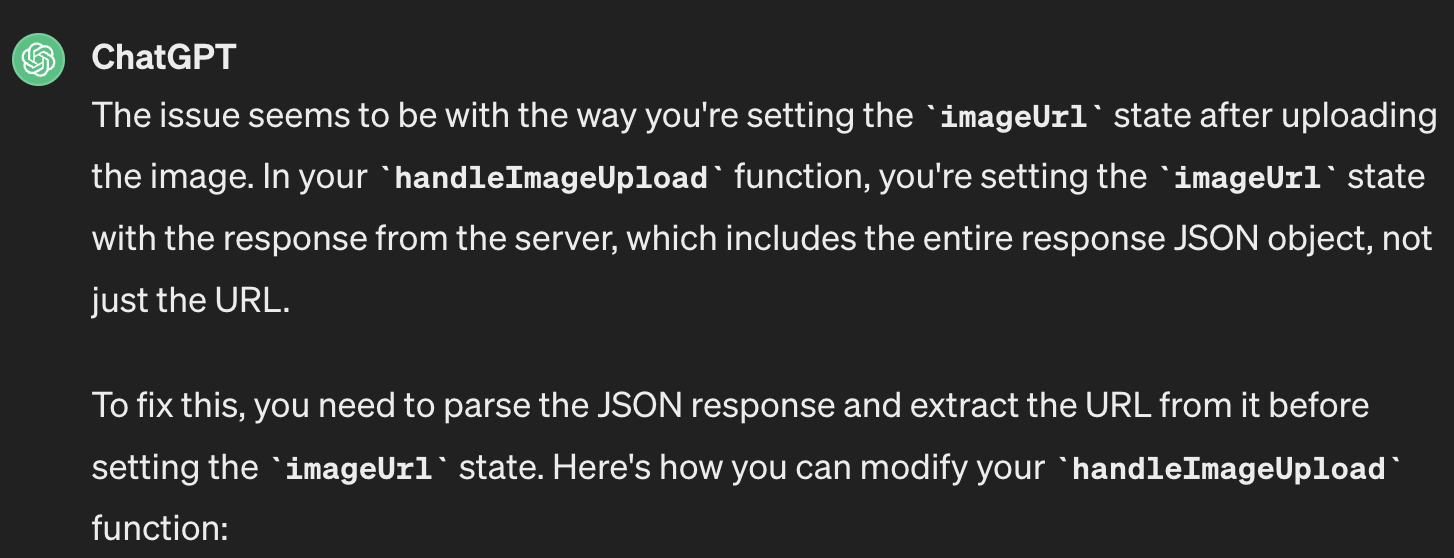 ChatGPT
The issue seems to be with the way you're setting the `imageUrl` state after uploading
the image. In your `handleImageUpload` function, you're setting the `imageUrl` state
with the response from the server, which includes the entire response JSON object, not
just the URL.
To fix this, you need to parse the JSON response and extract the URL from it before
setting the `imageUrl` state. Here's how you can modify your `handleImageUpload`
function: